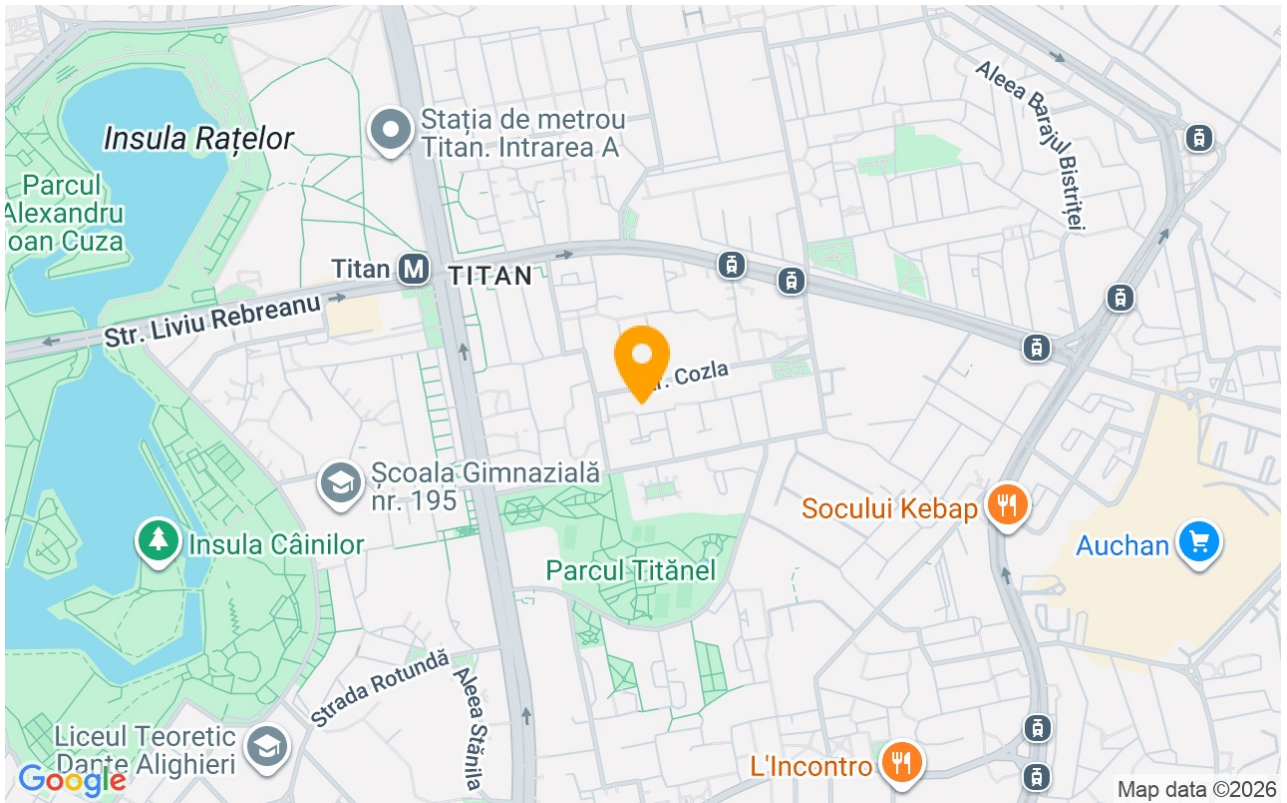 Aleea Barajul Bistriței
Stația de metrou
Titan. Intrarea A
Insula Rațelor
Parcul
Alexandru
Ioan Cuza
Titan
M
TITAN
Str. Liviu Rebreanu
Cozla
Școala Gimnazială
nr. 195
Socului Kebap
Auchan
Insula Câinilor
Parcul Titănel
Strada Rotundă
Aleea Stănila
Liceul Teoretic
Dante Alighieri
L'Incontro
Google
Map data ©2026